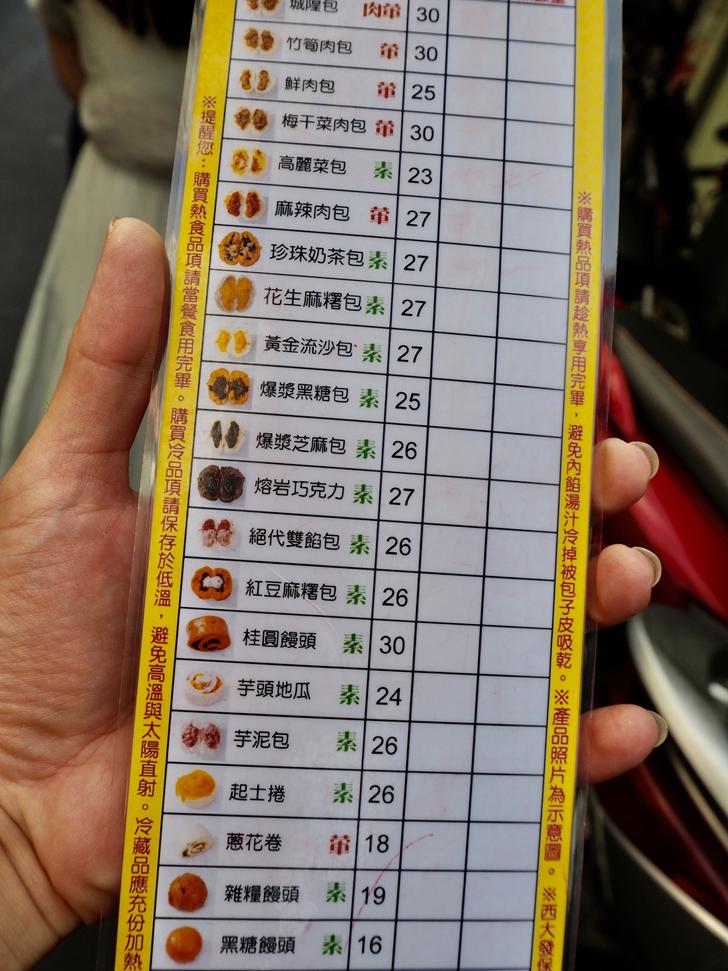 城隍包 肉葷 30
竹筍肉包 葷 30
鮮肉包 葷 25
梅干菜肉包 葷 30
高麗菜包 素 23
麻辣肉包 葷 27
珍珠奶茶包 素 27
花生麻糬包 素 27
黃金流沙包 素 27
爆漿黑糖包 素 25
爆漿芝麻包 素 26
熔岩巧克力 素 27
絕代雙餡包 素 26
紅豆麻糬包 素 26
桂圓饅頭 素 30
芋頭地瓜 素 24
芋泥包 素 26
起士捲 素 26
蔥花卷 葷 18
雜糧饅頭 素 19
黑糖饅頭 素 16
※提醒您：購買熱食品項請當餐食用完畢。購買冷品項請保存於低溫，避免高溫與太陽直射。冷藏品應充份加熱
※購買熱品項請趁熱享用完畢，避免內餡湯汁冷掉被包子皮吸乾。※產品照片為示意圖。※西大發保